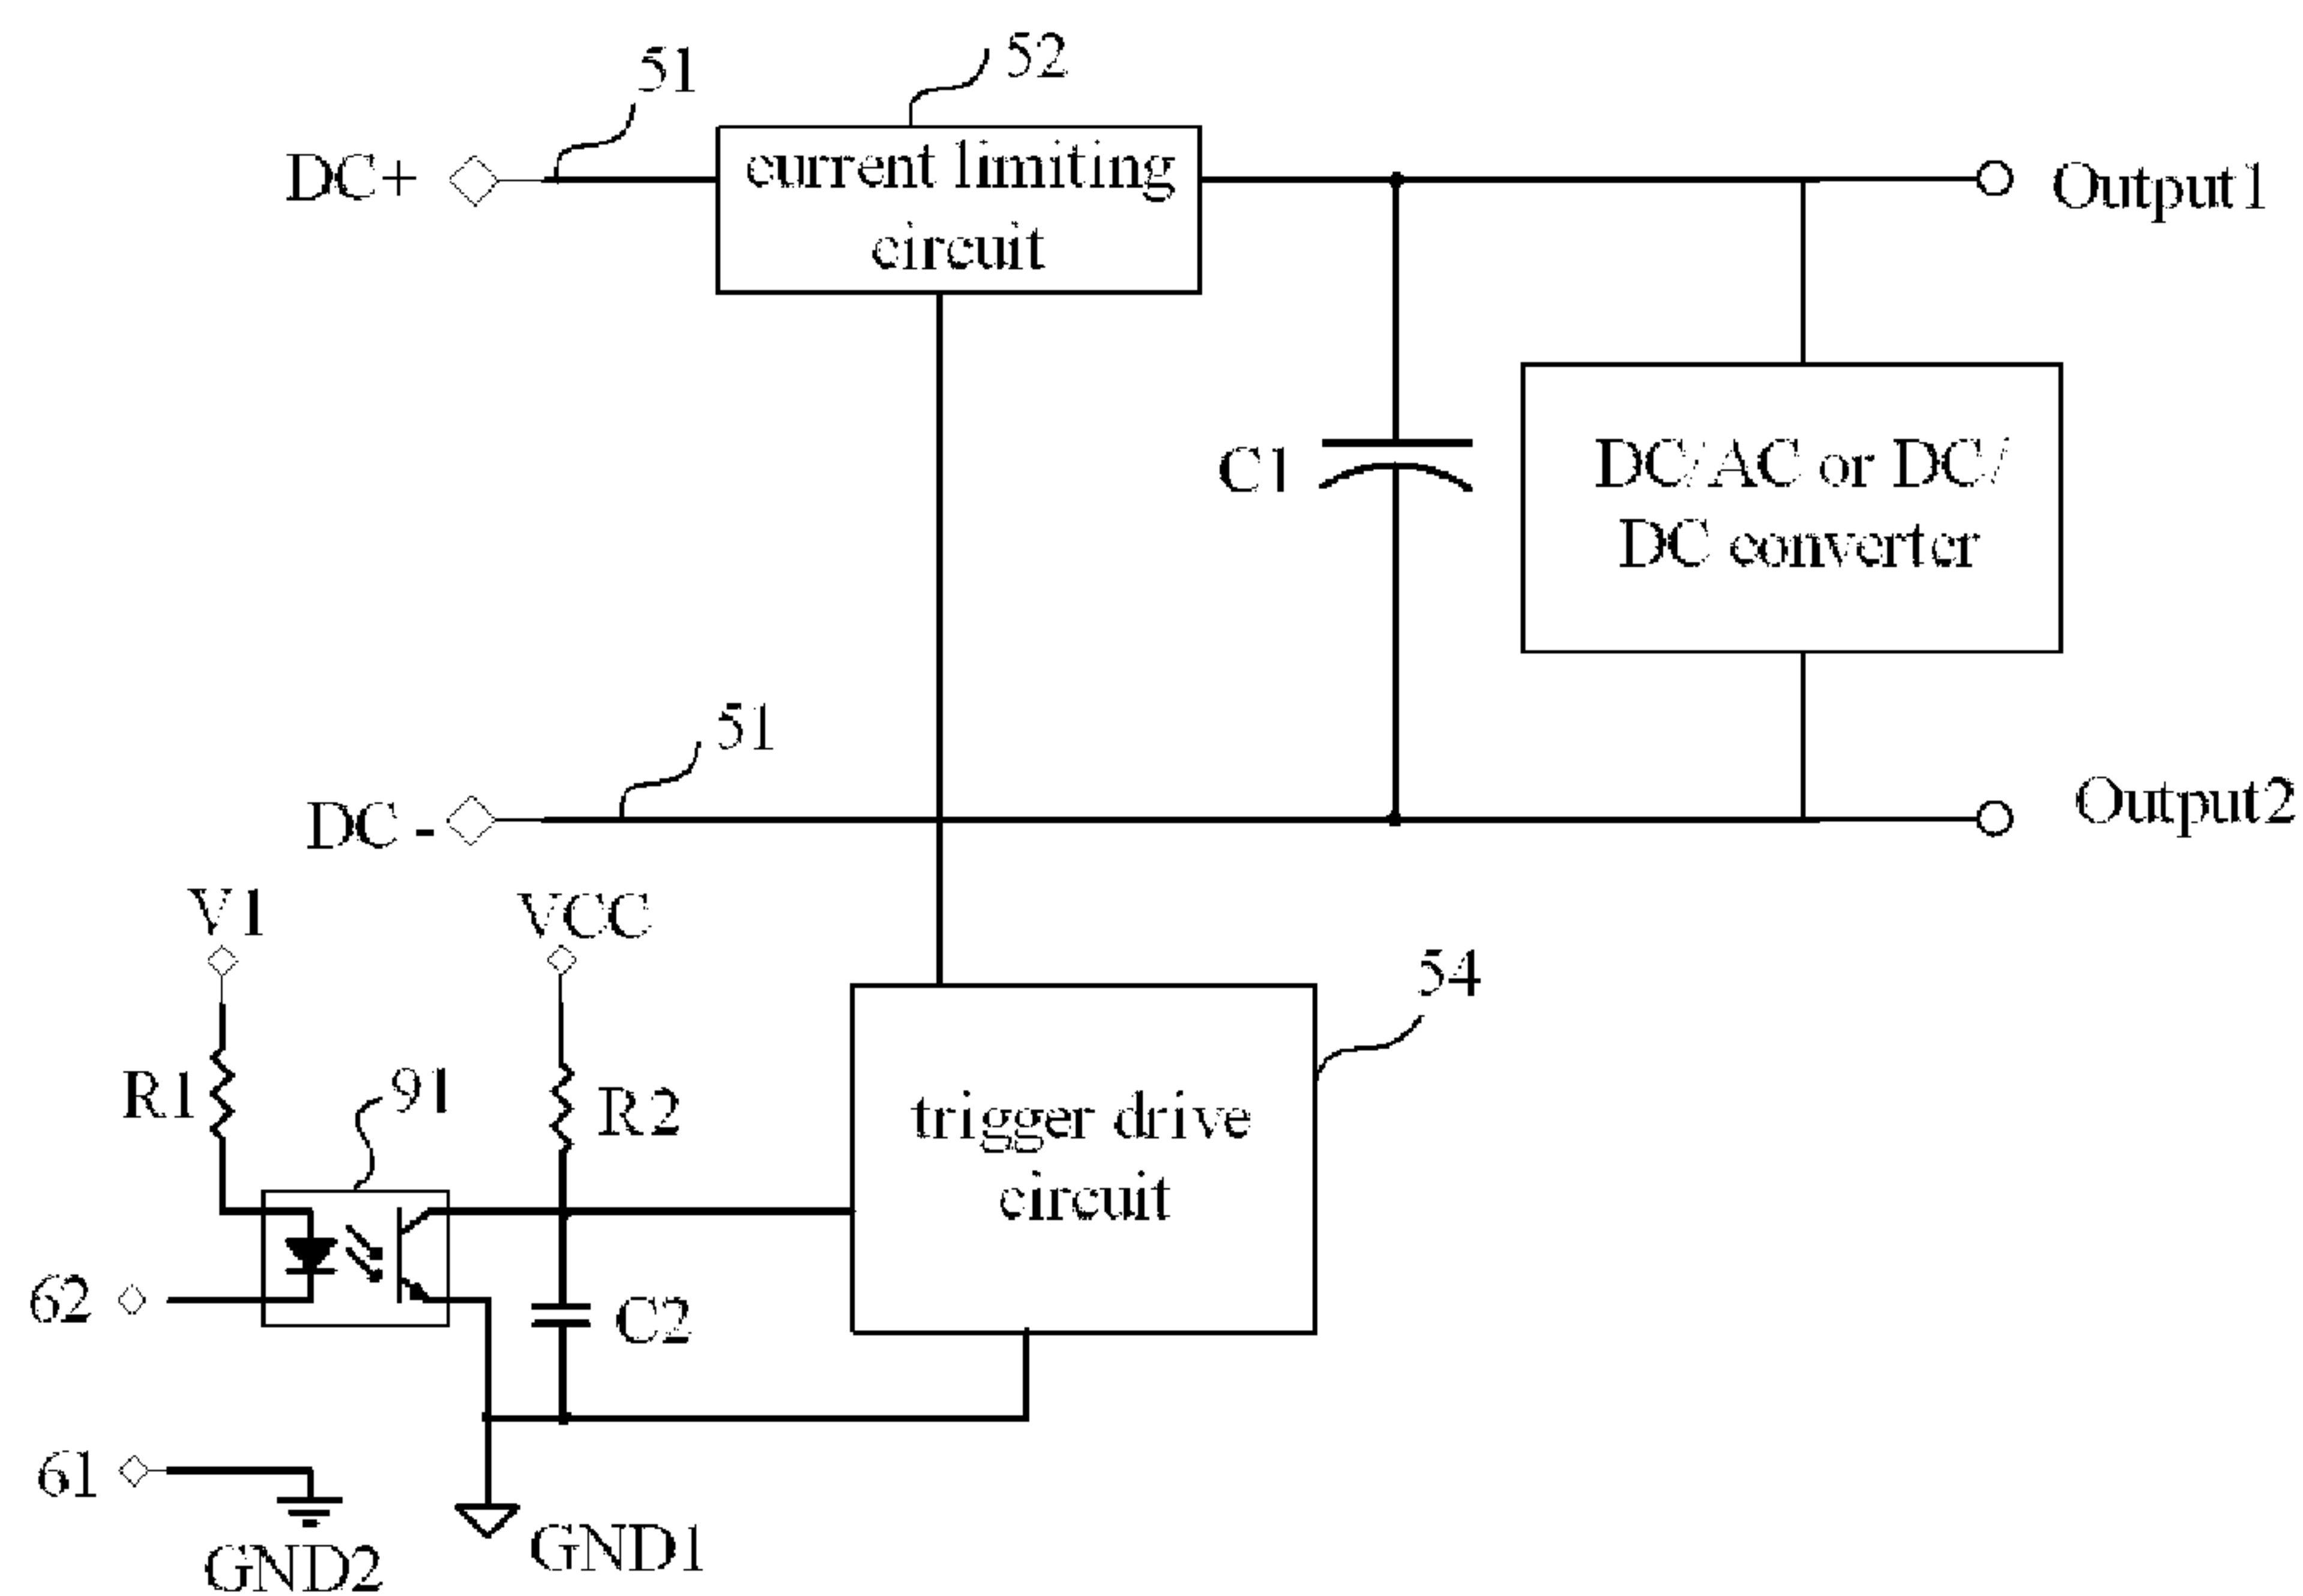 51
52
DC+
current limiting
circuit
Output1
C1
DC/AC or DC/
DC converter
51
DC -
Output2
V1
VCC
54
R1
91
R2
trigger drive
circuit
62
C2
61
GND2
GND1